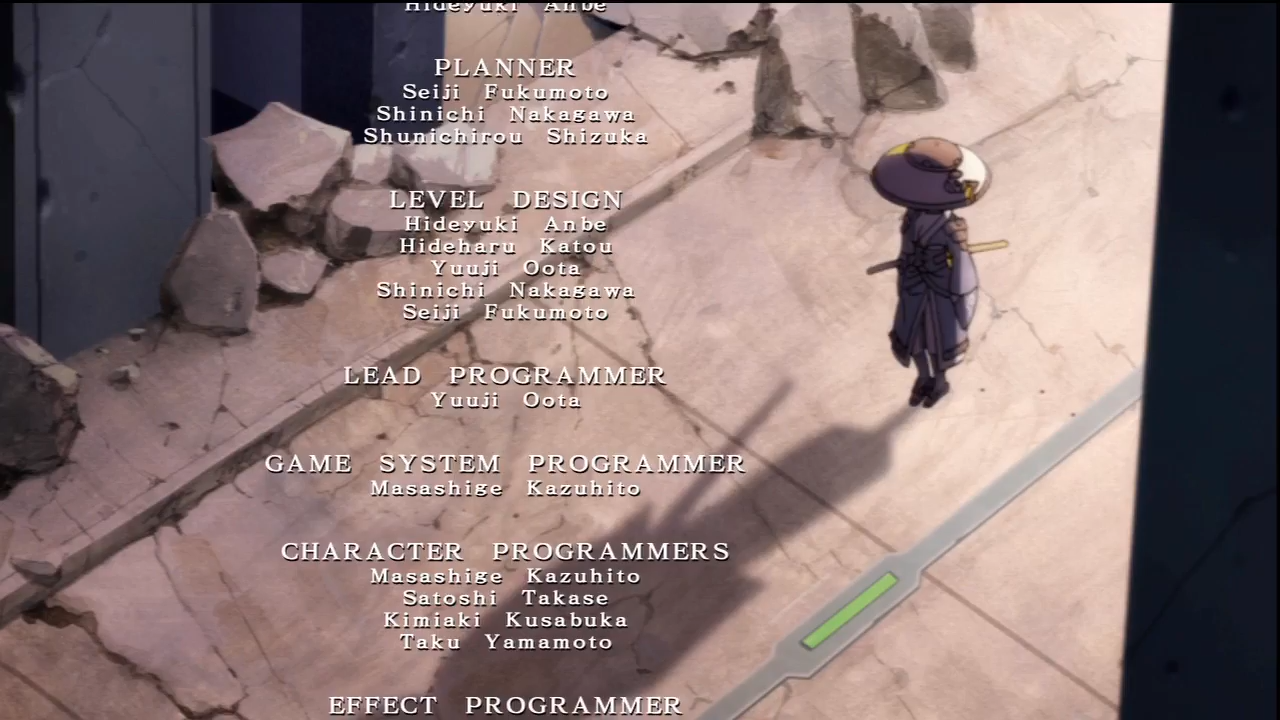 Hideyuki Anbe
PLANNER
Seiji Fukumoto
Shinichi Nakagawa
Shunichirou Shizuka
LEVEL DESIGN
Hideyuki Anbe
Hideharu Katou
Yuuji Oota
Shinichi Nakagawa
Seiji Fukumoto
LEAD PROGRAMMER
Yuuji Oota
GAME SYSTEM PROGRAMMER
Masashige Kazuhito
CHARACTER PROGRAMMERS
Masashige Kazuhito
Satoshi Takase
Kimiaki Kusabuka
Taku Yamamoto
EFFECT PROGRAMMER